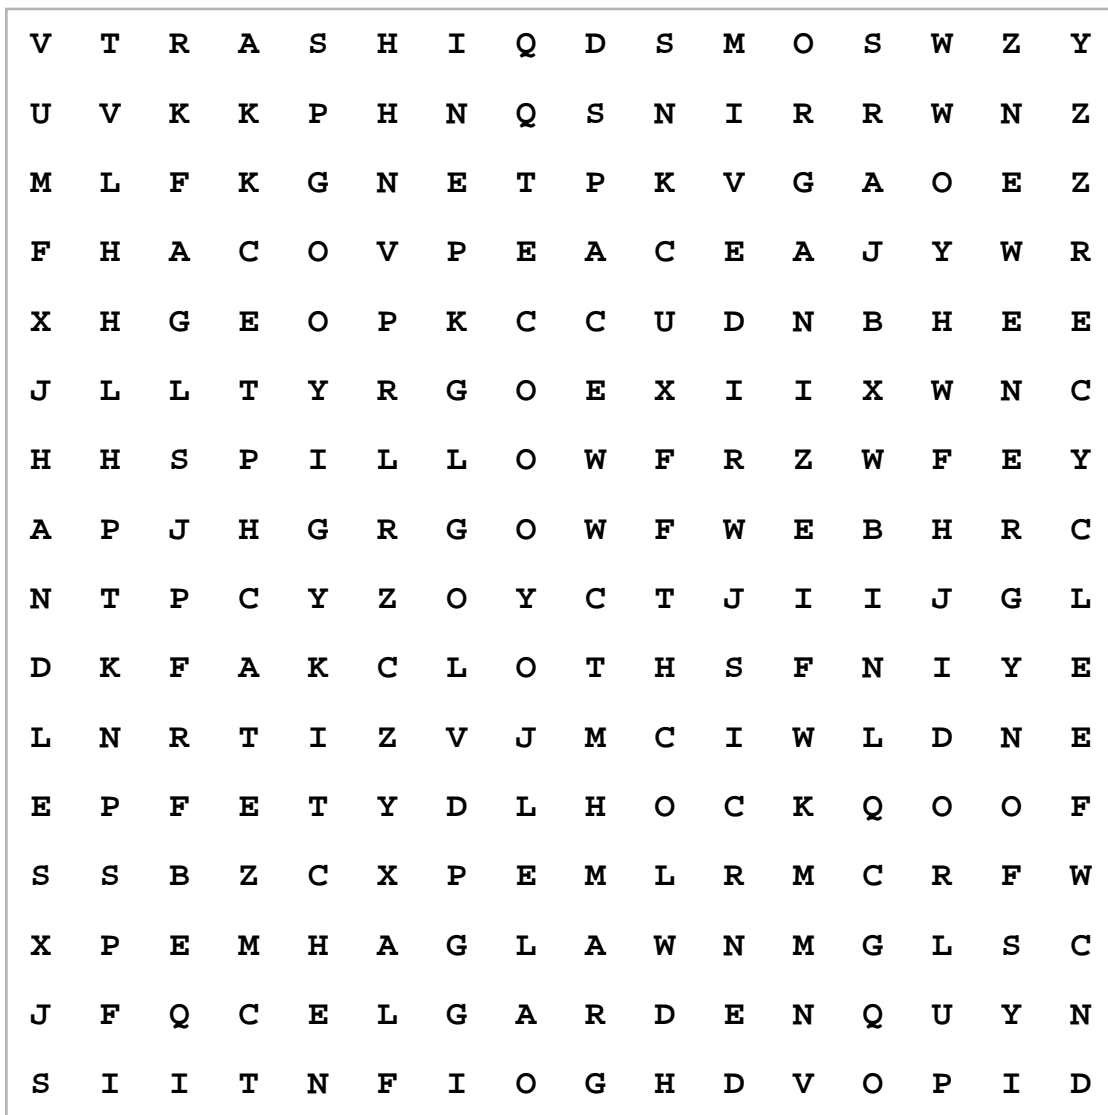 V T R A S H I Q D S M O S W Z Y
U V K K P H N Q S N I R R W N Z
M L F K G N E T P K V G A O E Z
F H A C O V P E A C E A J Y W R
X H G E O P K C C U D N B H E E
J L L T Y R G O E X I I X W N C
H H S P I L L O W F R Z W F E Y
A P J H G R G O W F W E B H R C
N T P C Y Z O Y C T J I I J G L
D K F A K C L O T H S F N I Y E
L N R T I Z V J M C I W L D N E
E P F E T Y D L H O C K Q O O F
S S B Z C X P E M L R M C R F W
X P E M H A G L A W N M G L S C
J F Q C E L G A R D E N Q U Y N
S I I T N F I O G H D V O P I D